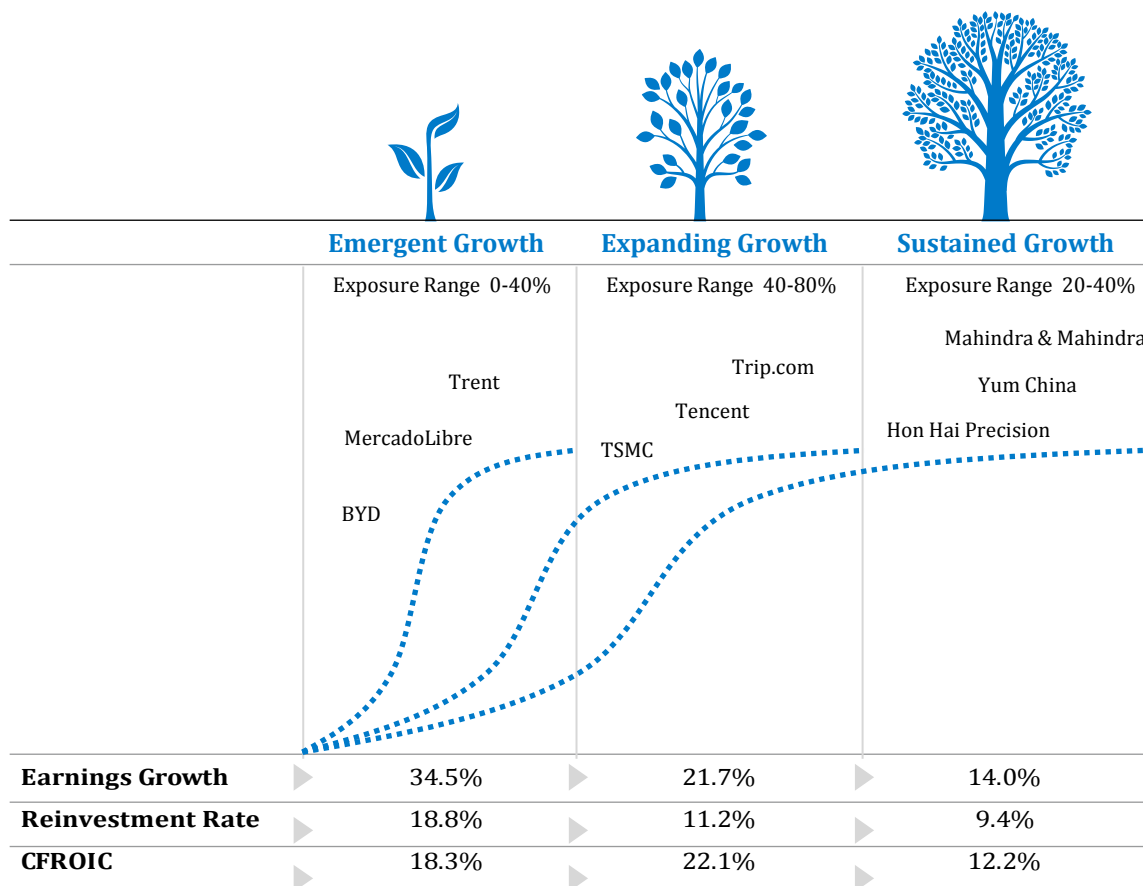 Emergent Growth Expanding Growth Sustained Growth
Exposure Range 0-40% Exposure Range 40-80% Exposure Range 20-40%
Mahindra & Mahindra
Trip.com
Trent
Yum China
Tencent
MercadoLibre
Hon Hai Precision
TSMC
BYD
Earnings Growth 34.5% 21.7% 14.0%
Reinvestment Rate 18.8% 11.2% 9.4%
CFROIC 18.3% 22.1% 12.2%